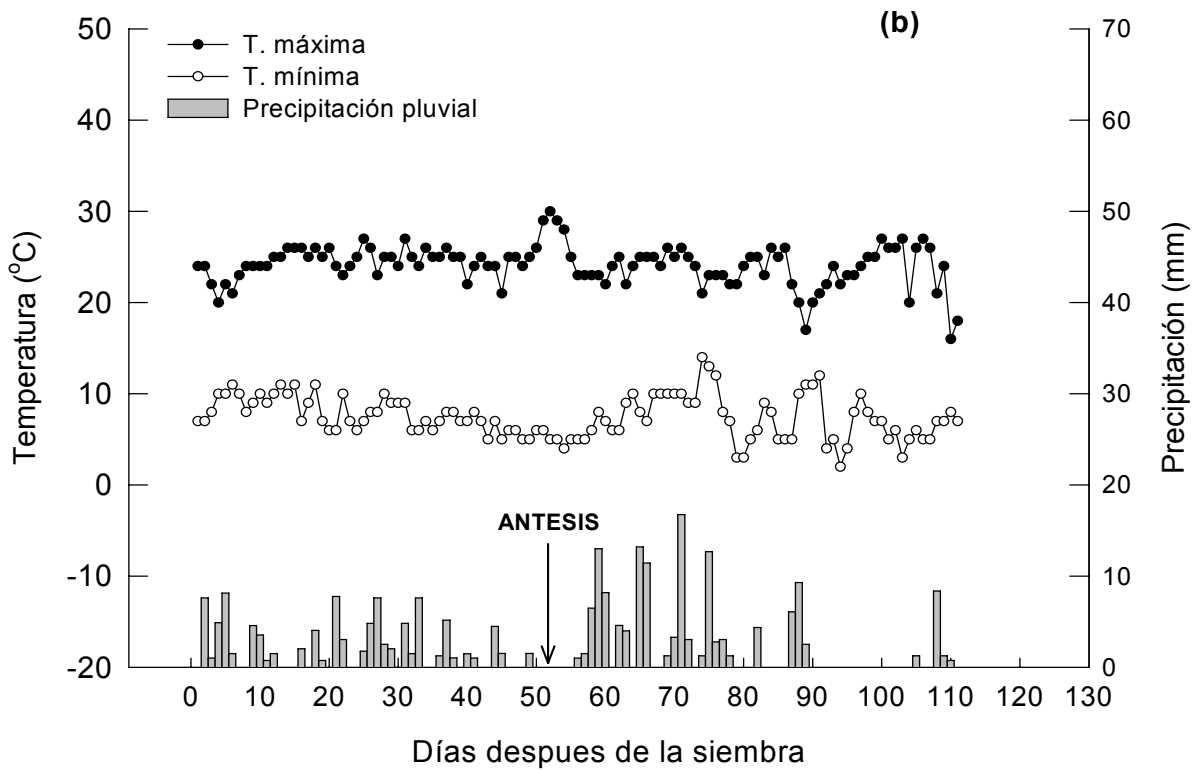 (b)
T. máxima
T. mínima
Precipitación pluvial
Temperatura (°C)
50
40
30
20
10
0
-10
-20
ANTESIS
Precipitación (mm)
70
60
50
40
30
20
10
0
0 10 20 30 40 50 60 70 80 90 100 110 120 130
Días despues de la siembra